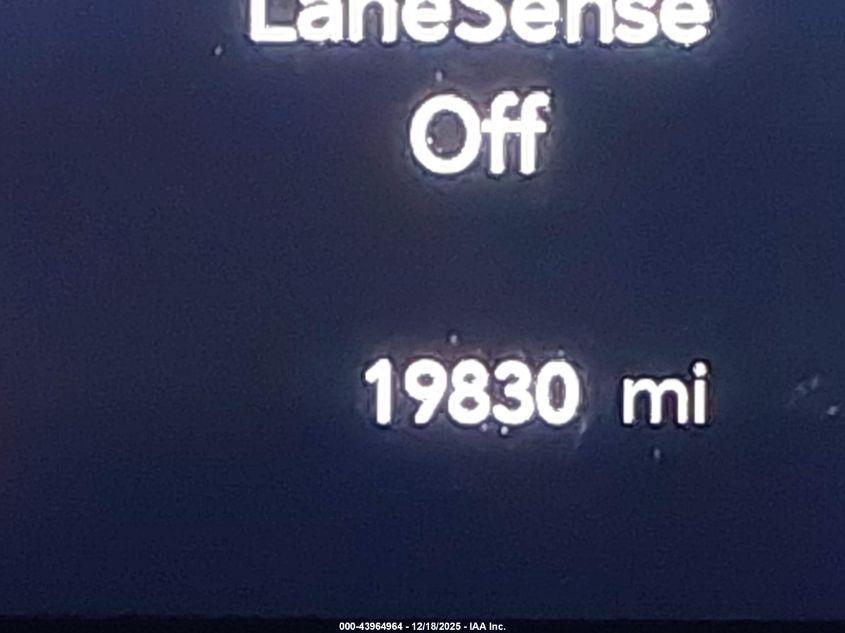 LaneSense
Off
19830 mi
000-43964964 - 12/18/2025 - IAA Inc.